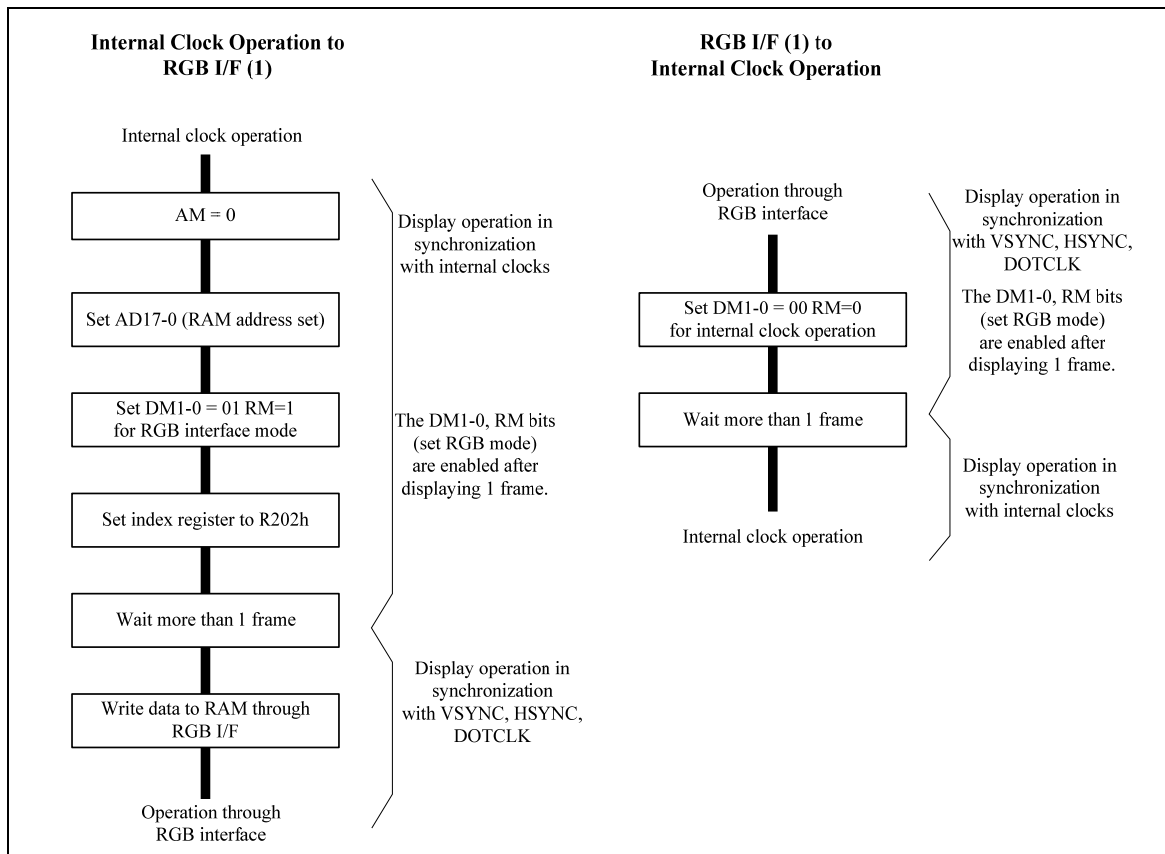 Internal Clock Operation to
RGB I/F (1)
Internal clock operation
AM = 0
Set AD17-0 (RAM address set)
Set DM1-0 = 01 RM=1
for RGB interface mode
Set index register to R202h
Wait more than 1 frame
Write data to RAM through
RGB I/F
Operation through
RGB interface
Display operation in
synchronization
with internal clocks
The DM1-0, RM bits
(set RGB mode)
are enabled after
displaying 1 frame.
Display operation in
synchronization
with VSYNC, HSYNC,
DOTCLK
RGB I/F (1) to
Internal Clock Operation
Operation through
RGB interface
Set DM1-0 = 00 RM=0
for internal clock operation
Wait more than 1 frame
Internal clock operation
Display operation in
synchronization
with VSYNC, HSYNC,
DOTCLK
The DM1-0, RM bits
(set RGB mode)
are enabled after
displaying 1 frame.
Display operation in
synchronization
with internal clocks